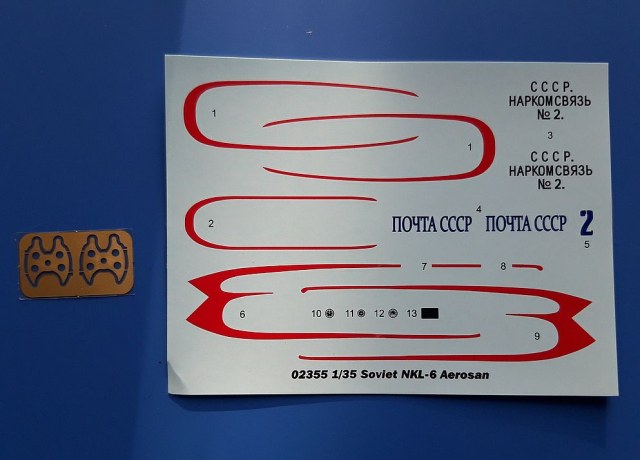 1
С С С Р.
НАРКОМСВЯЗЬ
№ 2.
3
1
С С С Р.
НАРКОМСВЯЗЬ
№ 2.
2
ПОЧТА СССР
4
ПОЧТА СССР
2
5
7
8
6
10
11
12
13
9
02355 1/35 Soviet NKL-6 Aerosan